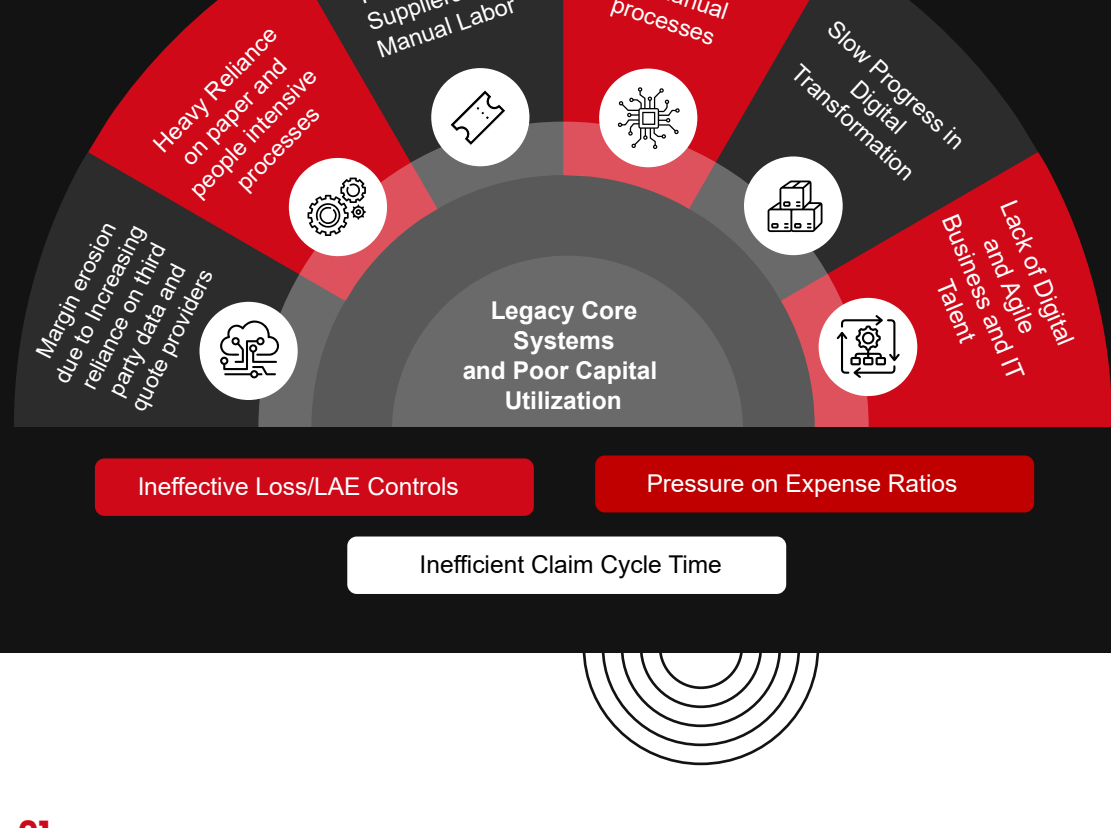 Margin erosion
due to Increasing
reliance on third
party data and
quote providers
Heavy Reliance
on paper and
people intensive
processes
Suppliers
Manual Labor
processes
Slow Progress in
Digital
Transformation
Lack of Digital
and Agile
Business and IT
Talent
Legacy Core
Systems
and Poor Capital
Utilization
Ineffective Loss/LAE Controls
Pressure on Expense Ratios
Inefficient Claim Cycle Time